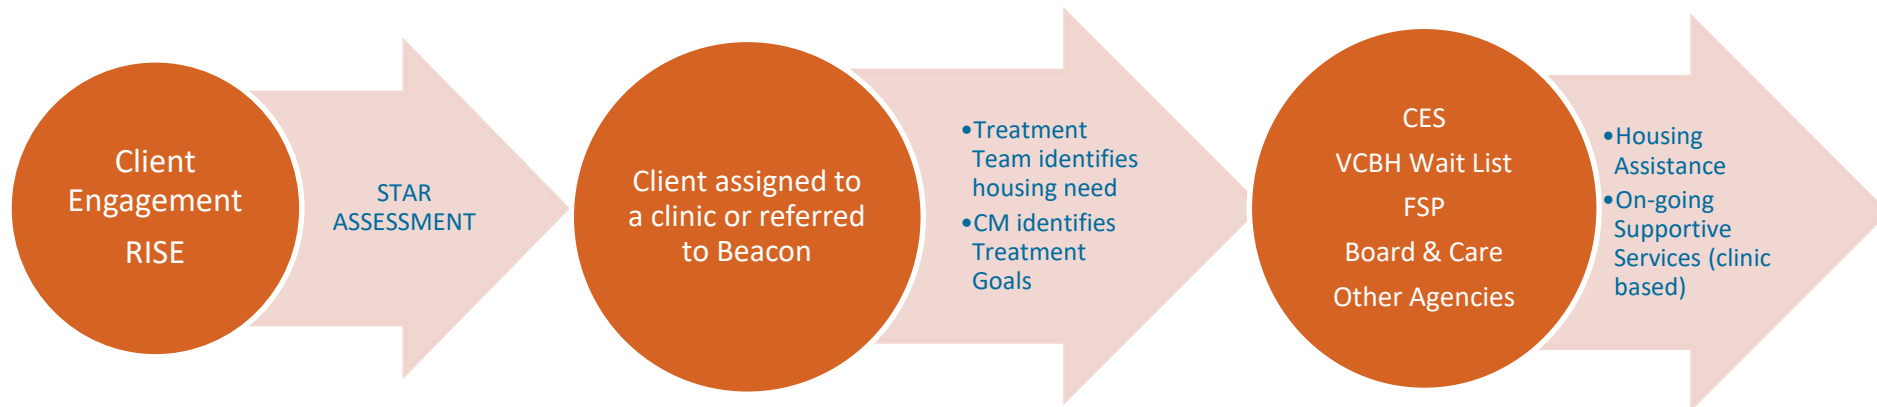 Client
Engagement
RISE
STAR
ASSESSMENT
Client assigned to
a clinic or referred
to Beacon
•Treatment
Team identifies
housing need
•CM identifies
Treatment
Goals
CES
VCBH Wait List
FSP
Board & Care
Other Agencies
•Housing
Assistance
•On-going
Supportive
Services (clinic
based)